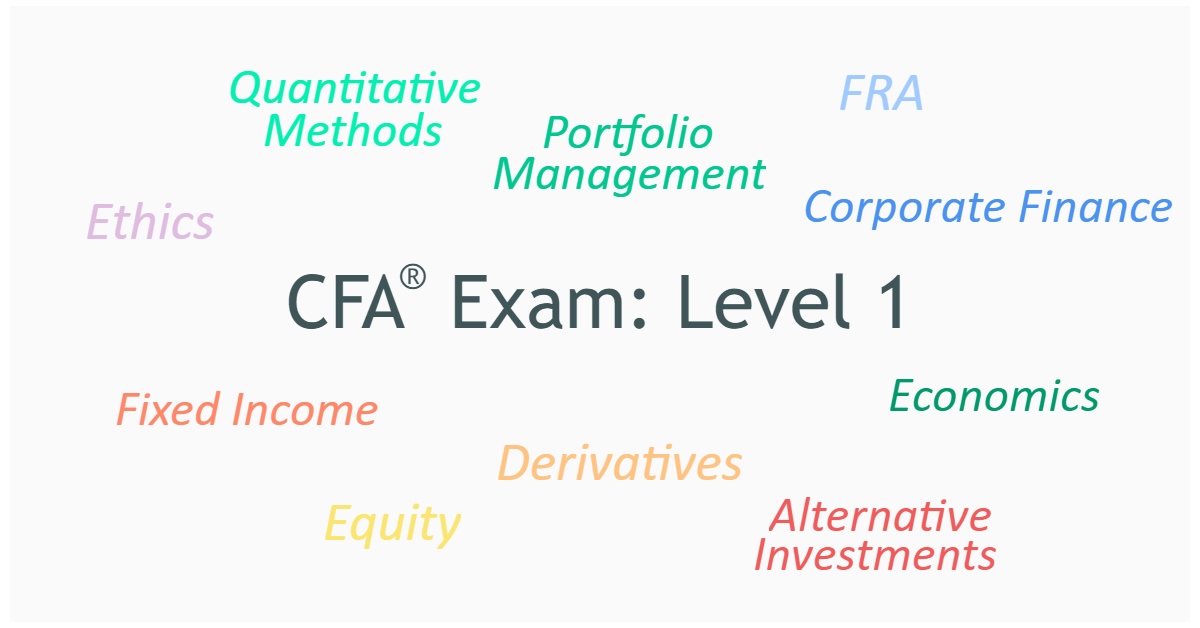 Quantitative
Methods
Portfolio
Management
FRA
Ethics
Corporate Finance
CFA® Exam: Level 1
Fixed Income
Economics
Derivatives
Equity
Alternative
Investments